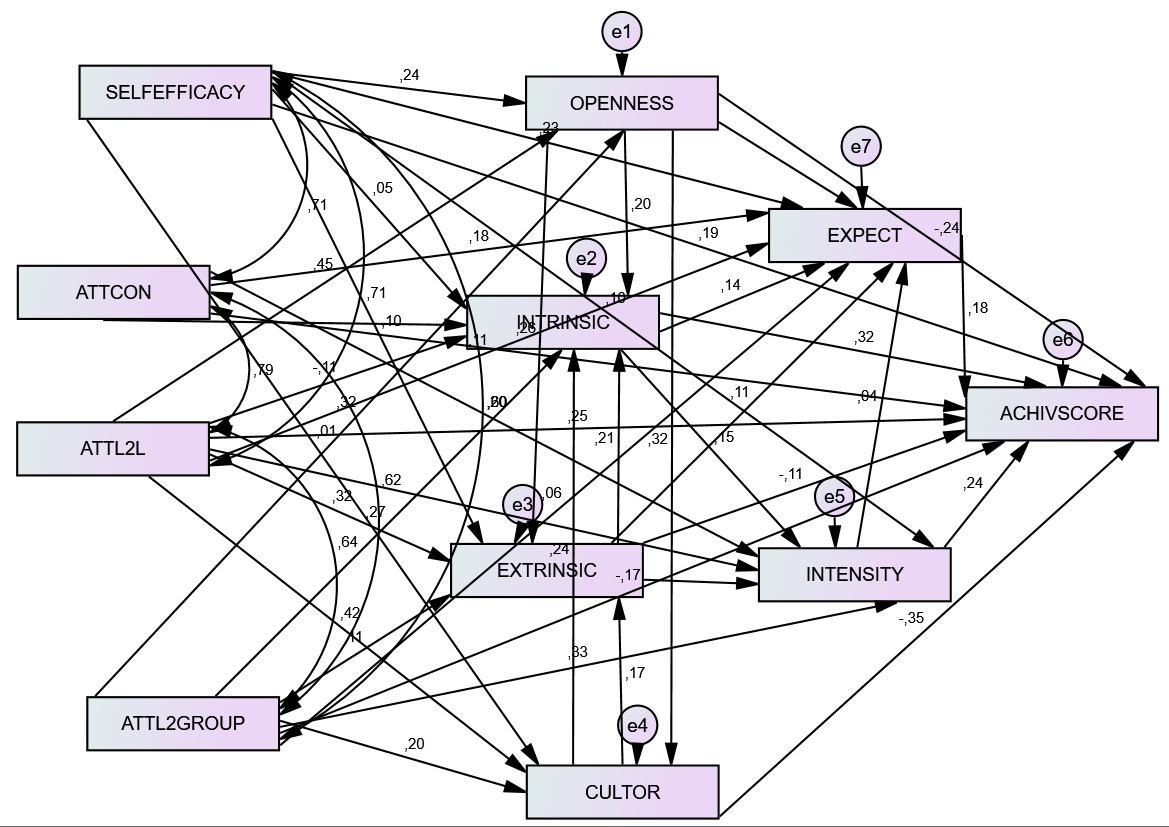 e1
SELFEFFICACY
,24
OPENNESS
,23
e7
,05
,71
,20
,19
,18
EXPECT
-,24
,45
e2
ATTCON
,71
,10
,14
INTRINSIC
,26
,10
,11
,18
,32
e6
-,11
,79
,32
,11
,04
,01
,25
,21
,32
,15
ACHIVSCORE
ATTL2L
,62
,32
,27
e3
,06
-,11
e5
,24
,64
,24
EXTRINSIC
-,17
INTENSITY
,42
-,35
,33
,17
ATTL2GROUP
,20
e4
CULTOR